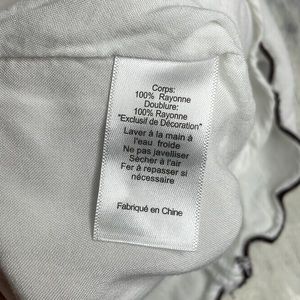 Corps:
100% Rayonne
Doublure:
100% Rayonne
"Exclusif de Décoration"
Laver à la main à
l'eau froide
Ne pas javelliser
Sècher à l'air
Fer à repasser si
nécessaire
Fabriqué en Chine